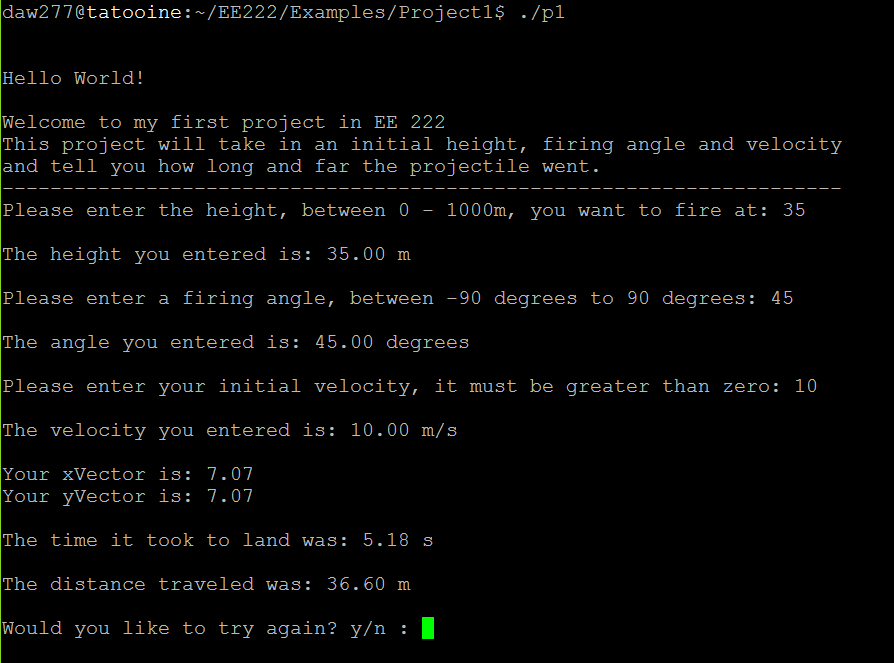 daw277@tatooine:~/EE222/Examples/Project1$ ./p1
Hello World!
Welcome to my first project in EE 222
This project will take in an initial height, firing angle and velocity
and tell you how long and far the projectile went.
----------------------------------------------------------------------
Please enter the height, between 0 - 1000m, you want to fire at: 35
The height you entered is: 35.00 m
Please enter a firing angle, between -90 degrees to 90 degrees: 45
The angle you entered is: 45.00 degrees
Please enter your initial velocity, it must be greater than zero: 10
The velocity you entered is: 10.00 m/s
Your xVector is: 7.07
Your yVector is: 7.07
The time it took to land was: 5.18 s
The distance traveled was: 36.60 m
Would you like to try again? y/n :